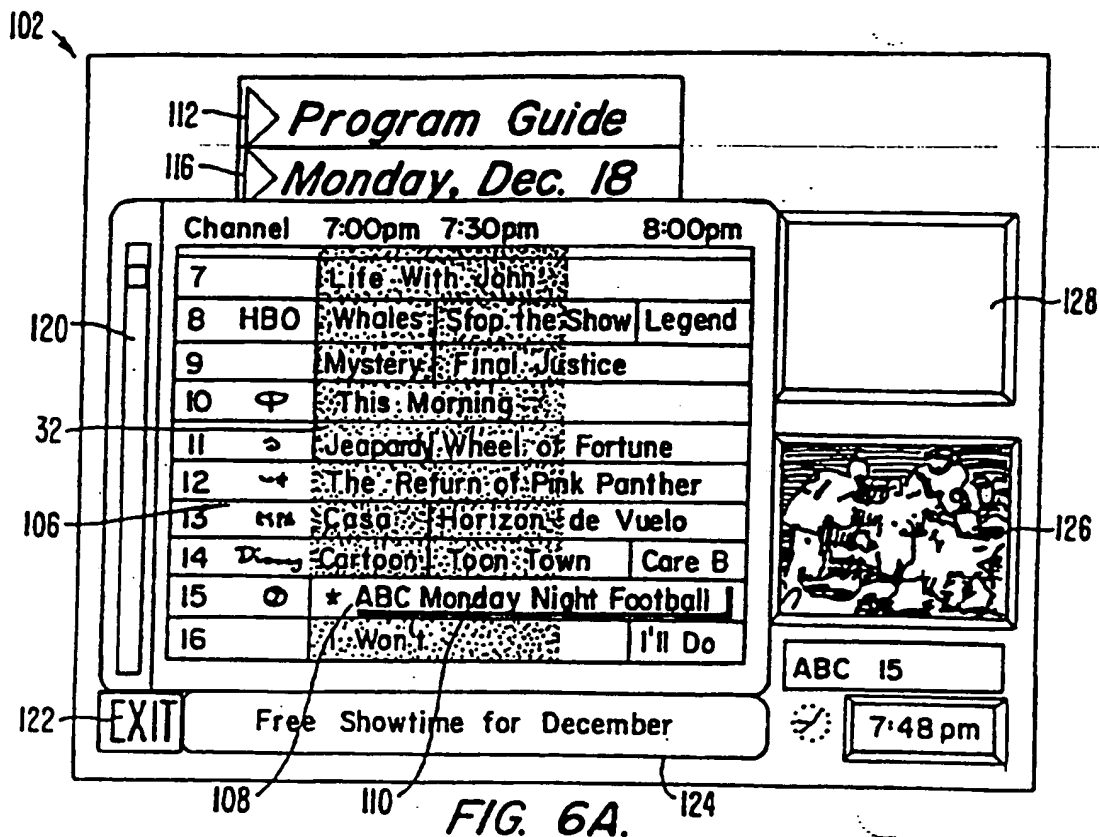 102
112 Program Guide
116 Monday, Dec. 18
Channel 7:00pm 7:30pm 8:00pm
7 Life With John
120 8 HBO Whales Stop the Show Legend 128
9 Mystery Final Justice
10 This Morning
32 11 Jeapardy Wheel of Fortune
12 The Return of Pink Panther
106 13 Casa Horizon de Vuelo 126
14 Cartoon Toon Town Care B
15 * ABC Monday Night Football
16 I Won't I'll Do
ABC 15
122 EXIT Free Showtime for December 7:48pm
108 110 124
FIG. 6A.